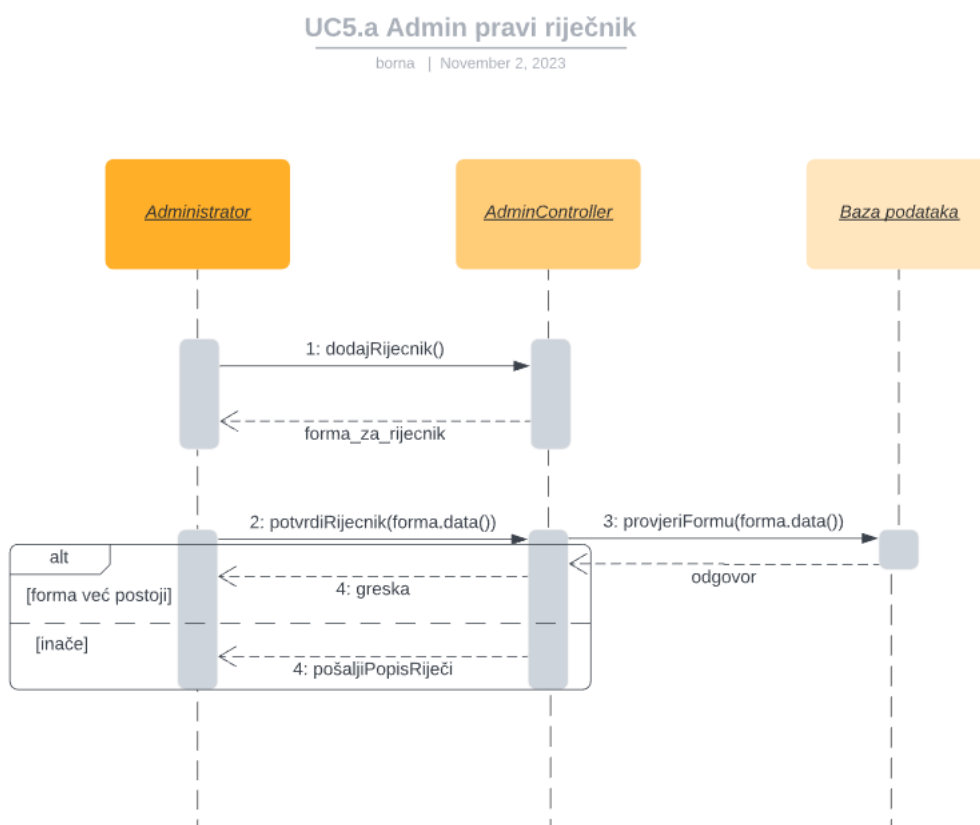 UC5.a Admin pravi riječnik
borna | November 2, 2023
Administrator
AdminController
Baza podataka
1: dodajRijecnik()
forma_za_rijecnik
2: potvrdiRijecnik(forma.data())
3: provjeriFormu(forma.data())
alt
odgovor
4: greska
[forma već postoji]
[inače]
4: pošaljiPopisRiječi